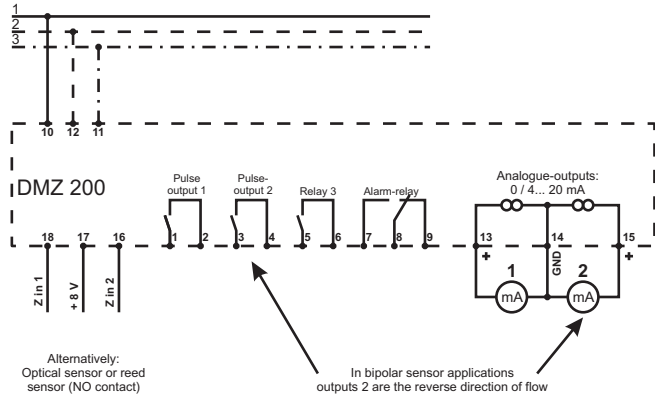 1
2
3
10 12 11
DMZ 200
Pulse output 1
Pulse-output 2
Relay 3
Alarm-relay
Analogue-outputs:
0 / 4... 20 mA
18 17 16 1 2 3 4 5 6 7 8 9 13 14 15
+ GND +
Z in 1
+ 8 V
Z in 2
1 2
mA mA
Alternatively:
Optical sensor or reed
sensor (NO contact)
In bipolar sensor applications
outputs 2 are the reverse direction of flow